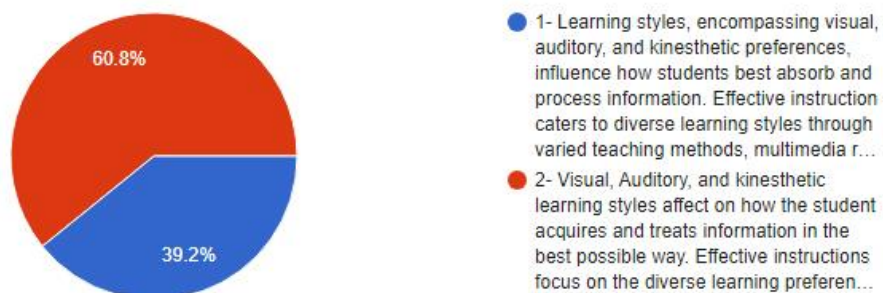 60.8%
39.2%
1- Learning styles, encompassing visual,
auditory, and kinesthetic preferences,
influence how students best absorb and
process information. Effective instruction
caters to diverse learning styles through
varied teaching methods, multimedia r…
2- Visual, Auditory, and kinesthetic
learning styles affect on how the student
acquires and treats information in the
best possible way. Effective instructions
focus on the diverse learning preferen…